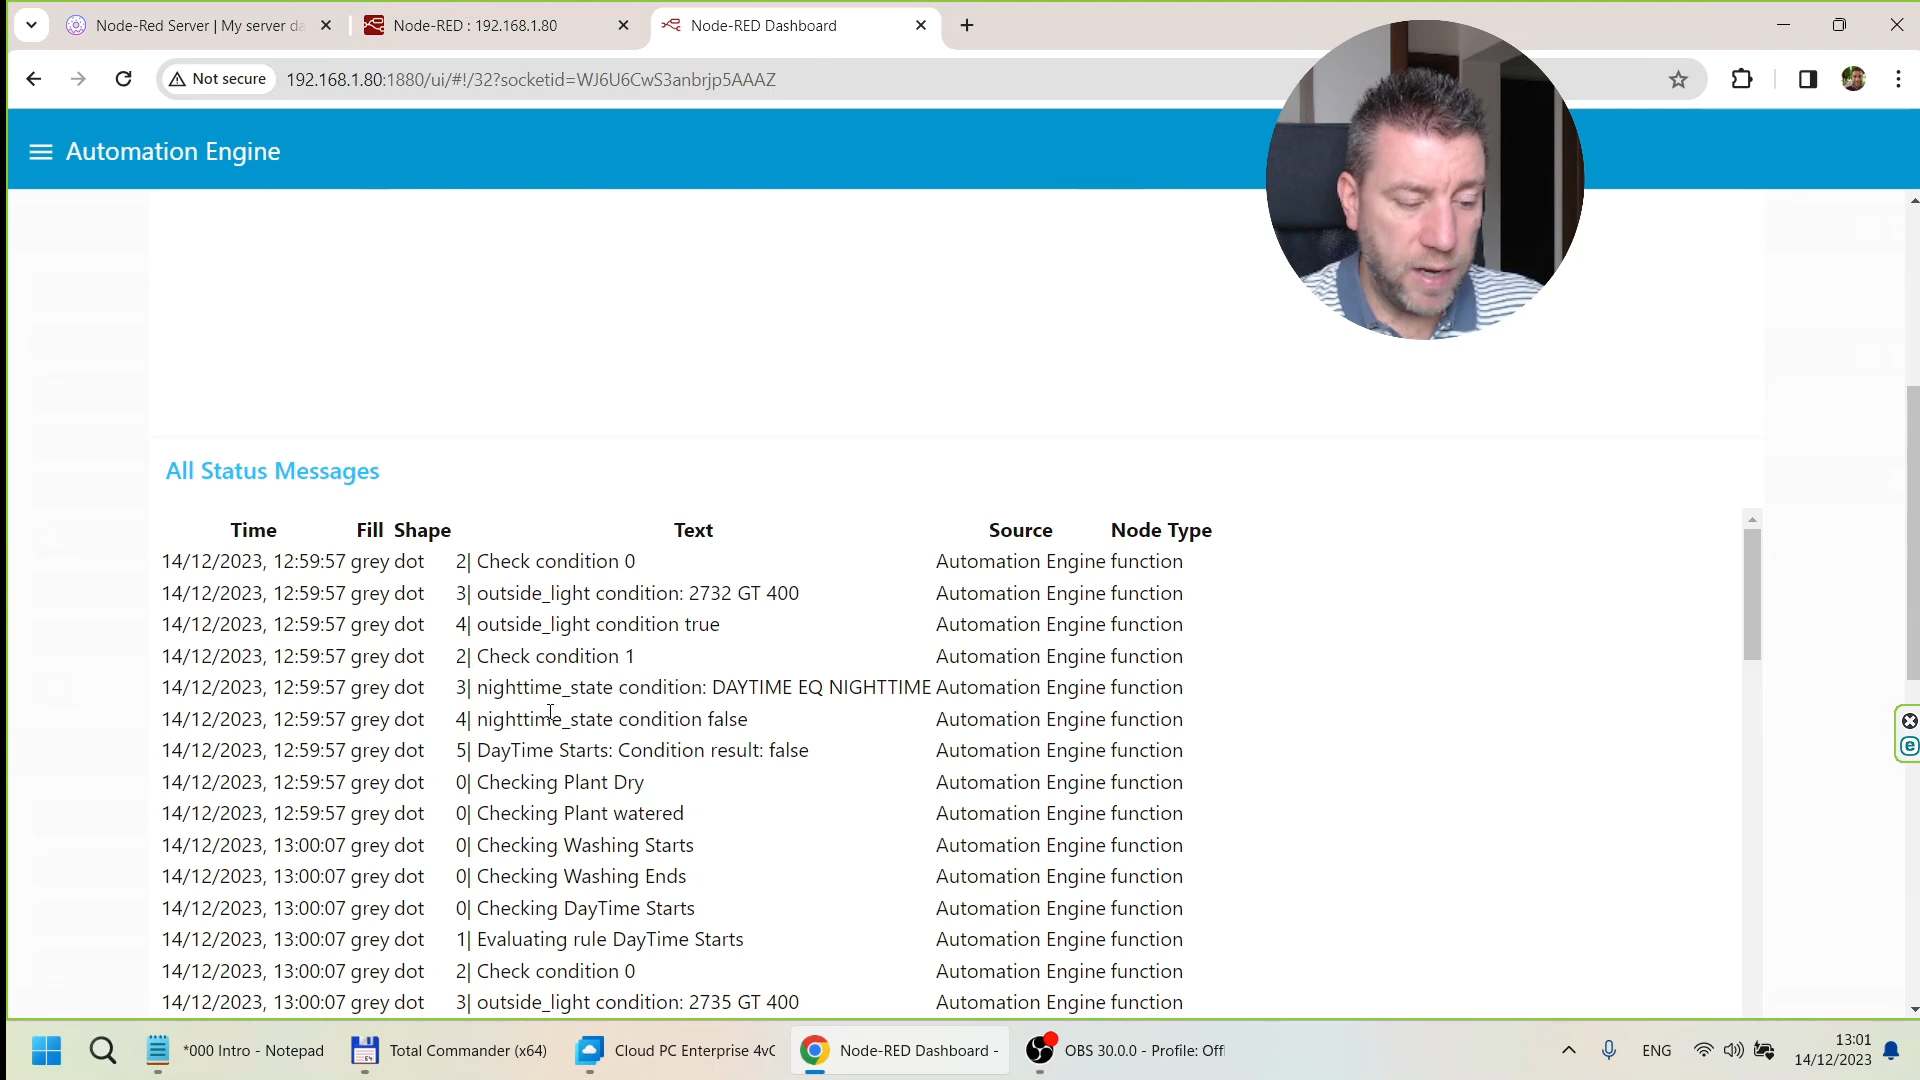 Node-Red Server | My server da
Node-RED : 192.168.1.80
Node-RED Dashboard
Not secure
192.168.1.80:1880/ui/#!/32?socketid=WJ6U6CwS3anbrjp5AAAZ
Automation Engine
All Status Messages
Time Fill Shape Text Source Node Type
14/12/2023, 12:59:57 grey dot 2| Check condition 0 Automation Engine function
14/12/2023, 12:59:57 grey dot 3| outside_light condition: 2732 GT 400 Automation Engine function
14/12/2023, 12:59:57 grey dot 4| outside_light condition true Automation Engine function
14/12/2023, 12:59:57 grey dot 2| Check condition 1 Automation Engine function
14/12/2023, 12:59:57 grey dot 3| nighttime_state condition: DAYTIME EQ NIGHTTIME Automation Engine function
14/12/2023, 12:59:57 grey dot 4| nighttime_state condition false Automation Engine function
14/12/2023, 12:59:57 grey dot 5| DayTime Starts: Condition result: false Automation Engine function
14/12/2023, 12:59:57 grey dot 0| Checking Plant Dry Automation Engine function
14/12/2023, 12:59:57 grey dot 0| Checking Plant watered Automation Engine function
14/12/2023, 13:00:07 grey dot 0| Checking Washing Starts Automation Engine function
14/12/2023, 13:00:07 grey dot 0| Checking Washing Ends Automation Engine function
14/12/2023, 13:00:07 grey dot 0| Checking DayTime Starts Automation Engine function
14/12/2023, 13:00:07 grey dot 1| Evaluating rule DayTime Starts Automation Engine function
14/12/2023, 13:00:07 grey dot 2| Check condition 0 Automation Engine function
14/12/2023, 13:00:07 grey dot 3| outside_light condition: 2735 GT 400 Automation Engine function
*000 Intro - Notepad
64
Total Commander (x64)
Cloud PC Enterprise 4vC
Node-RED Dashboard -
OBS 30.0.0 - Profile: Offi
ENG
13:01
14/12/2023